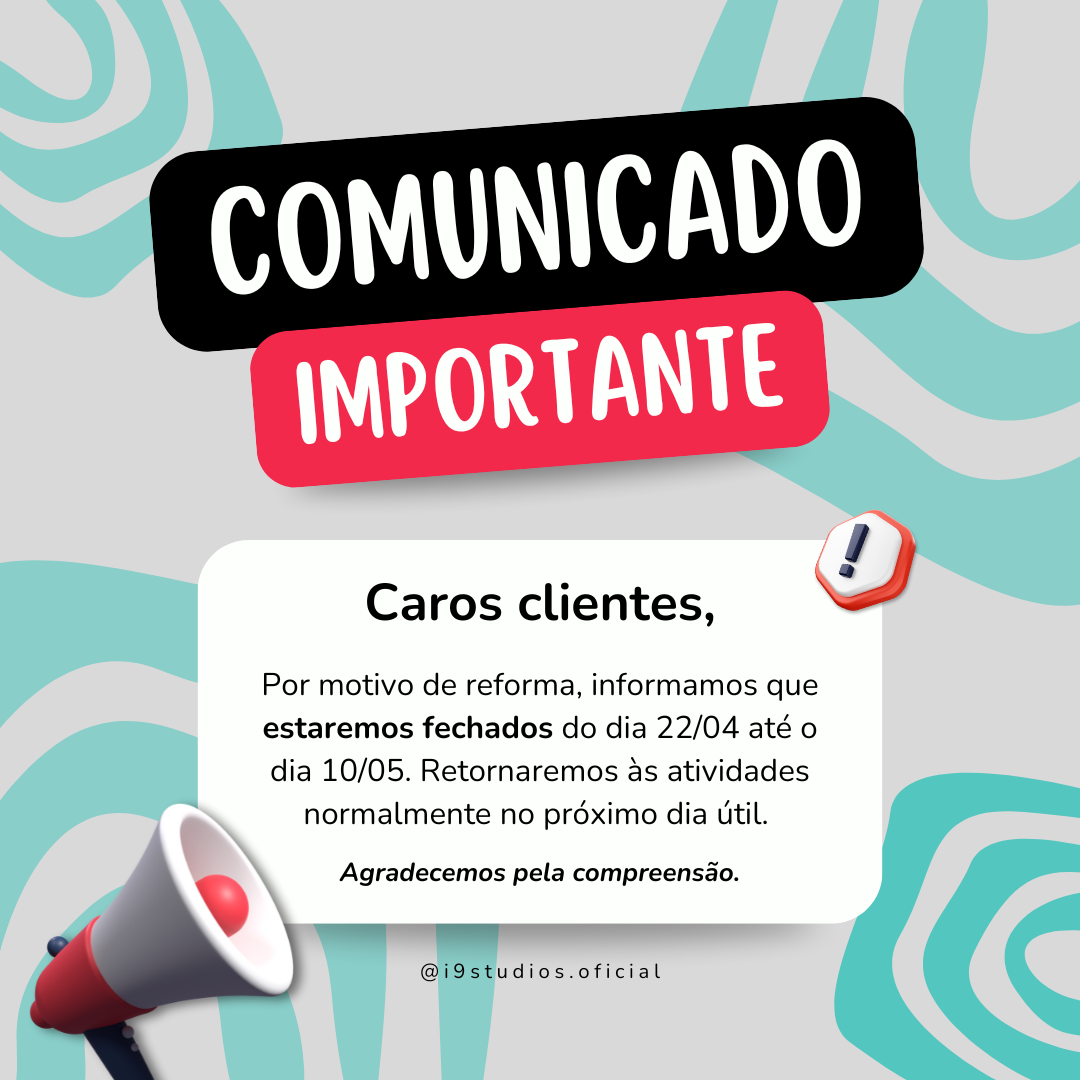 COMUNICADO
IMPORTANTE
Caros clientes,
Por motivo de reforma, informamos que
estaremos fechados do dia 22/04 até o
dia 10/05. Retornaremos às atividades
normalmente no próximo dia útil.
Agradecemos pela compreensão.
@i9studios.oficial